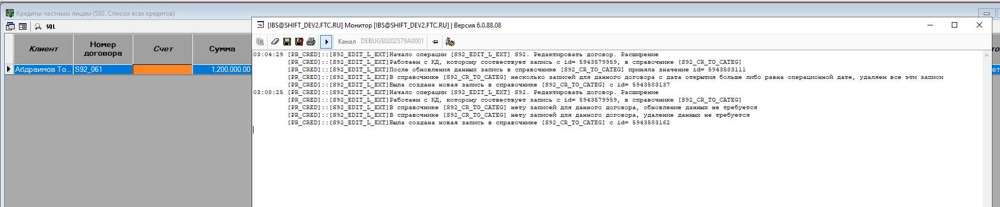 Кредиты частным лицам (S92. Список всех кредитов)
SQL
Клиент
Номер договора
Счет
Сумма
Абдраимов То...
S92_061
1,200,000.00
[IBS@SHIFT_DEV2.FTC.RU] Монитор [IBS@SHIFT_DEV2.FTC.RU] | Версия 6.0.88.08
Канал DEBUG$0202579A0001
03:04:29 [PR_CRED]::[S92_EDIT_L_EXT]Начало операции [S92_EDIT_L_EXT] S92. Редактировать договор. Расширение
[PR_CRED]::[S92_EDIT_L_EXT]Работаем с КД, которому соотвествует запись с id= 5943579959, в справочнике [S92_CR_TO_CATEG]
[PR_CRED]::[S92_EDIT_L_EXT]После обновления данных запись в справочнике [S92_CR_TO_CATEG] приняла значение id= 5943583111
[PR_CRED]::[S92_EDIT_L_EXT]В справочнике [S92_CR_TO_CATEG] несколько записей для данного договора с дата открытия больше либо равна операционной дате, удаляем все эти записи
[PR_CRED]::[S92_EDIT_L_EXT]Была создана новая запись в справочнике [S92_CR_TO_CATEG] с id= 5943583137
03:08:25 [PR_CRED]::[S92_EDIT_L_EXT]Начало операции [S92_EDIT_L_EXT] S92. Редактировать договор. Расширение
[PR_CRED]::[S92_EDIT_L_EXT]Работаем с КД, которому соотвествует запись с id= 5943579959, в справочнике [S92_CR_TO_CATEG]
[PR_CRED]::[S92_EDIT_L_EXT]В справочнике [S92_CR_TO_CATEG] нету записей для данного договора, обновление данных не требуется
[PR_CRED]::[S92_EDIT_L_EXT]В справочнике [S92_CR_TO_CATEG] нету записей для данного договора, удаление данных не требуется
[PR_CRED]::[S92_EDIT_L_EXT]Была создана новая запись в справочнике [S92_CR_TO_CATEG] с id= 5943583162